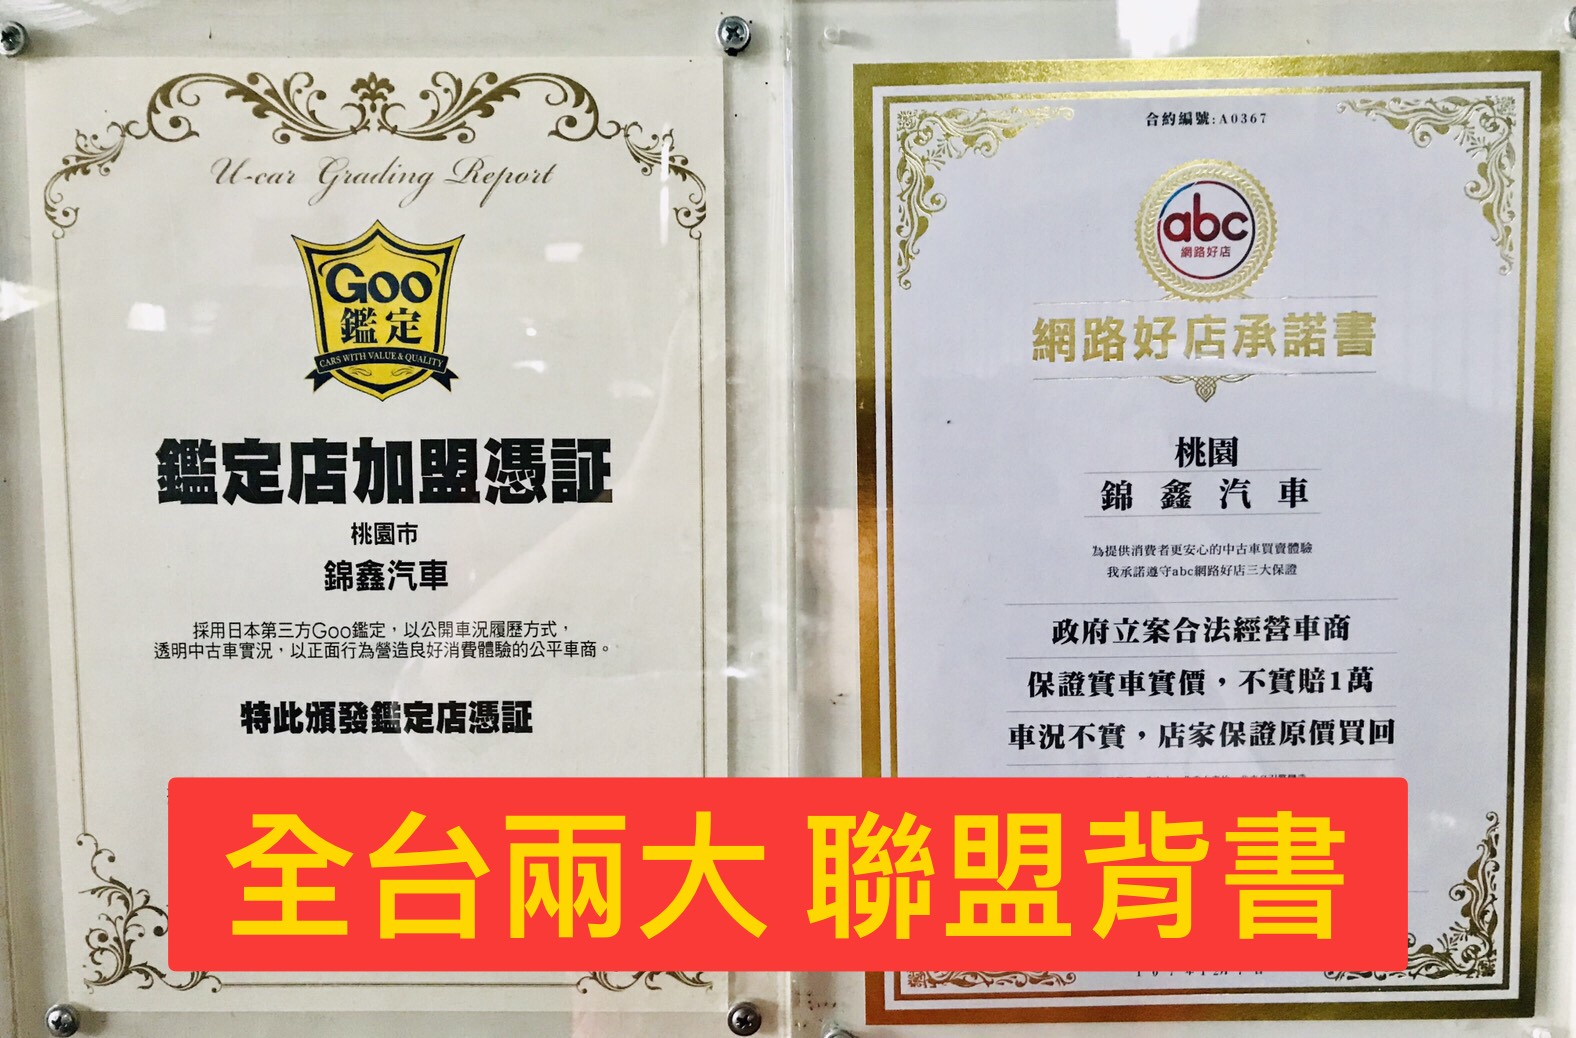 U-car Grading Report
Goo
鑑定
CARS WITH VALUE & QUALITY
鑑定店加盟憑証
桃園市
錦鑫汽車
採用日本第三方Goo鑑定，以公開車況履歷方式，
透明中古車實況，以正面行為營造良好消費體驗的公平車商。
特此頒發鑑定店憑証
合約編號:A0367
abc
網路好店
網路好店承諾書
桃園
錦鑫汽車
為提供消費者更安心的中古車買賣體驗
我承諾遵守abc網路好店三大保證
政府立案合法經營車商
保證實車實價，不實賠1萬
車況不實，店家保證原價買回
全台兩大 聯盟背書